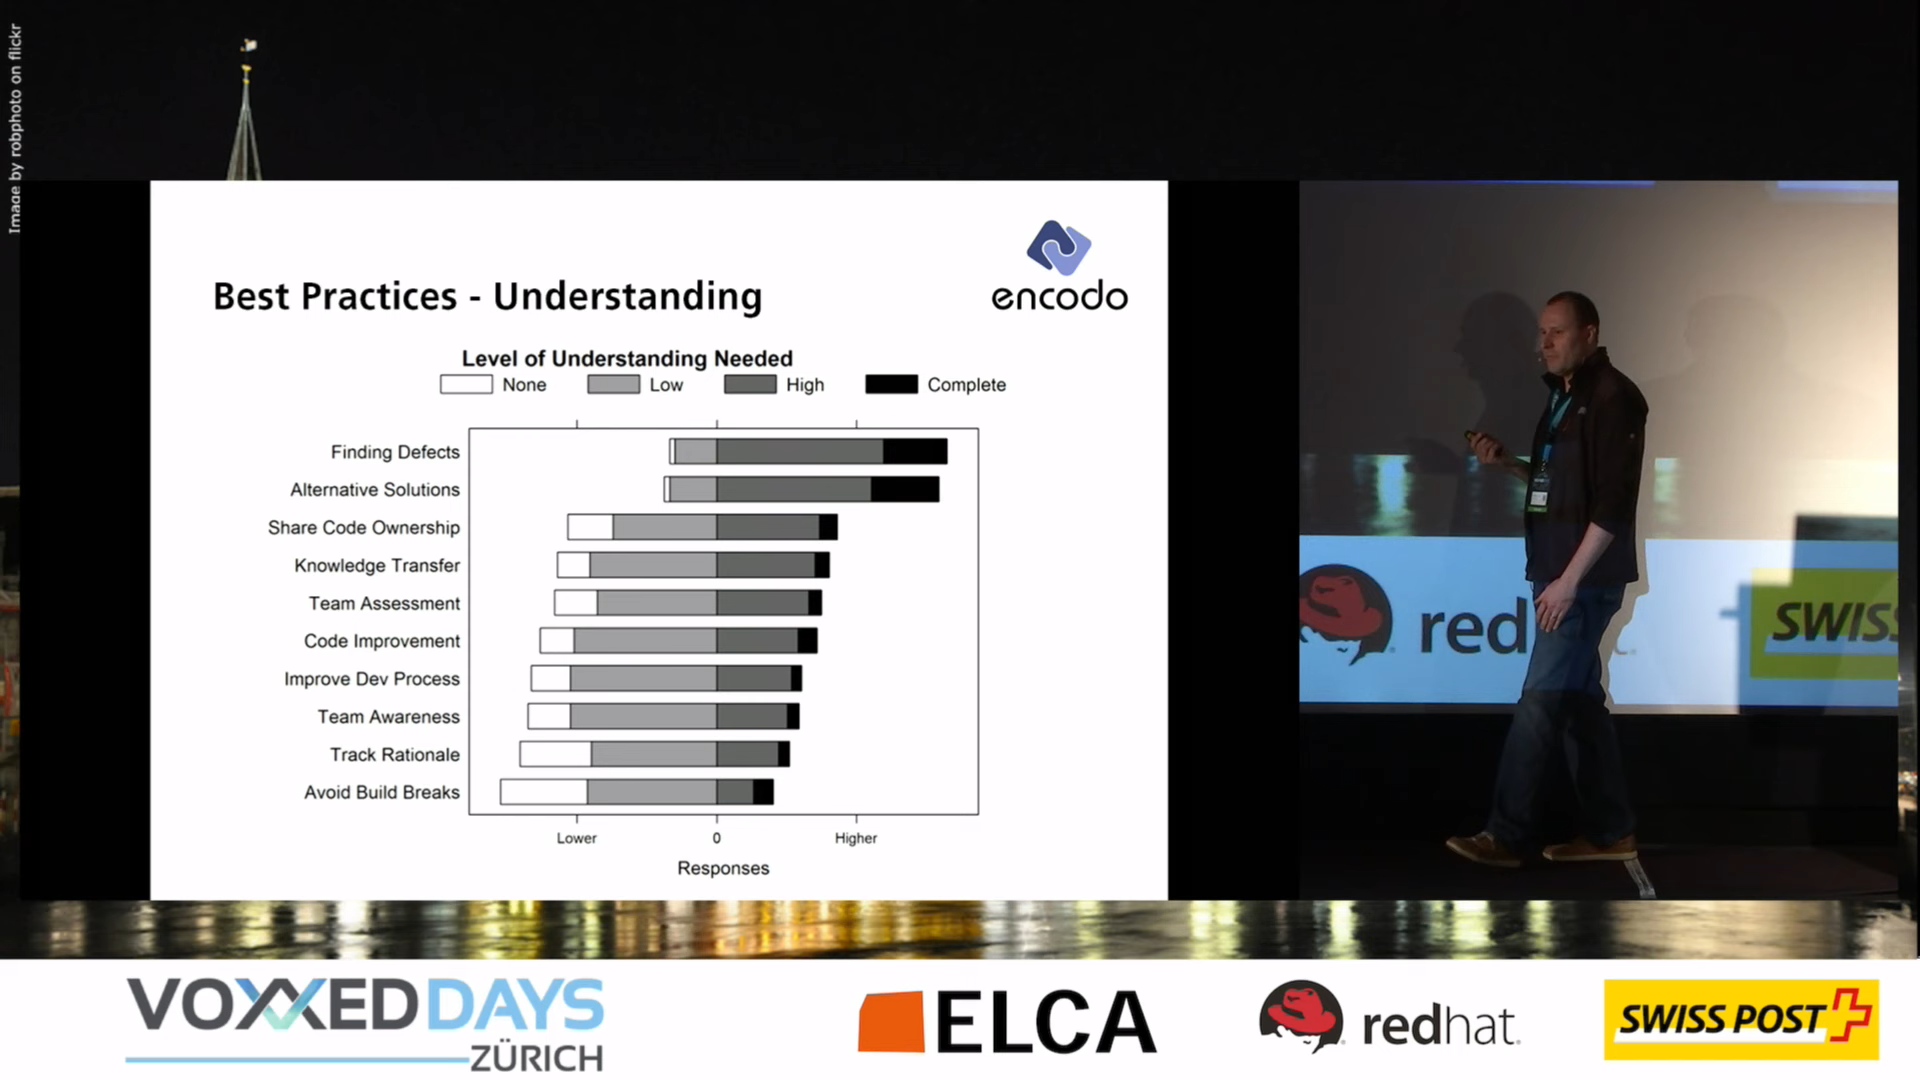 Image by robphoto on flickr
encodo
Best Practices - Understanding
Level of Understanding Needed
None Low High Complete
Finding Defects
Alternative Solutions
Share Code Ownership
Knowledge Transfer
Team Assessment
Code Improvement
Improve Dev Process
Team Awareness
Track Rationale
Avoid Build Breaks
Lower 0 Higher
Responses
red
SWISS
VOXXED DAYS
ZÜRICH
ELCA
redhat.
SWISS POST